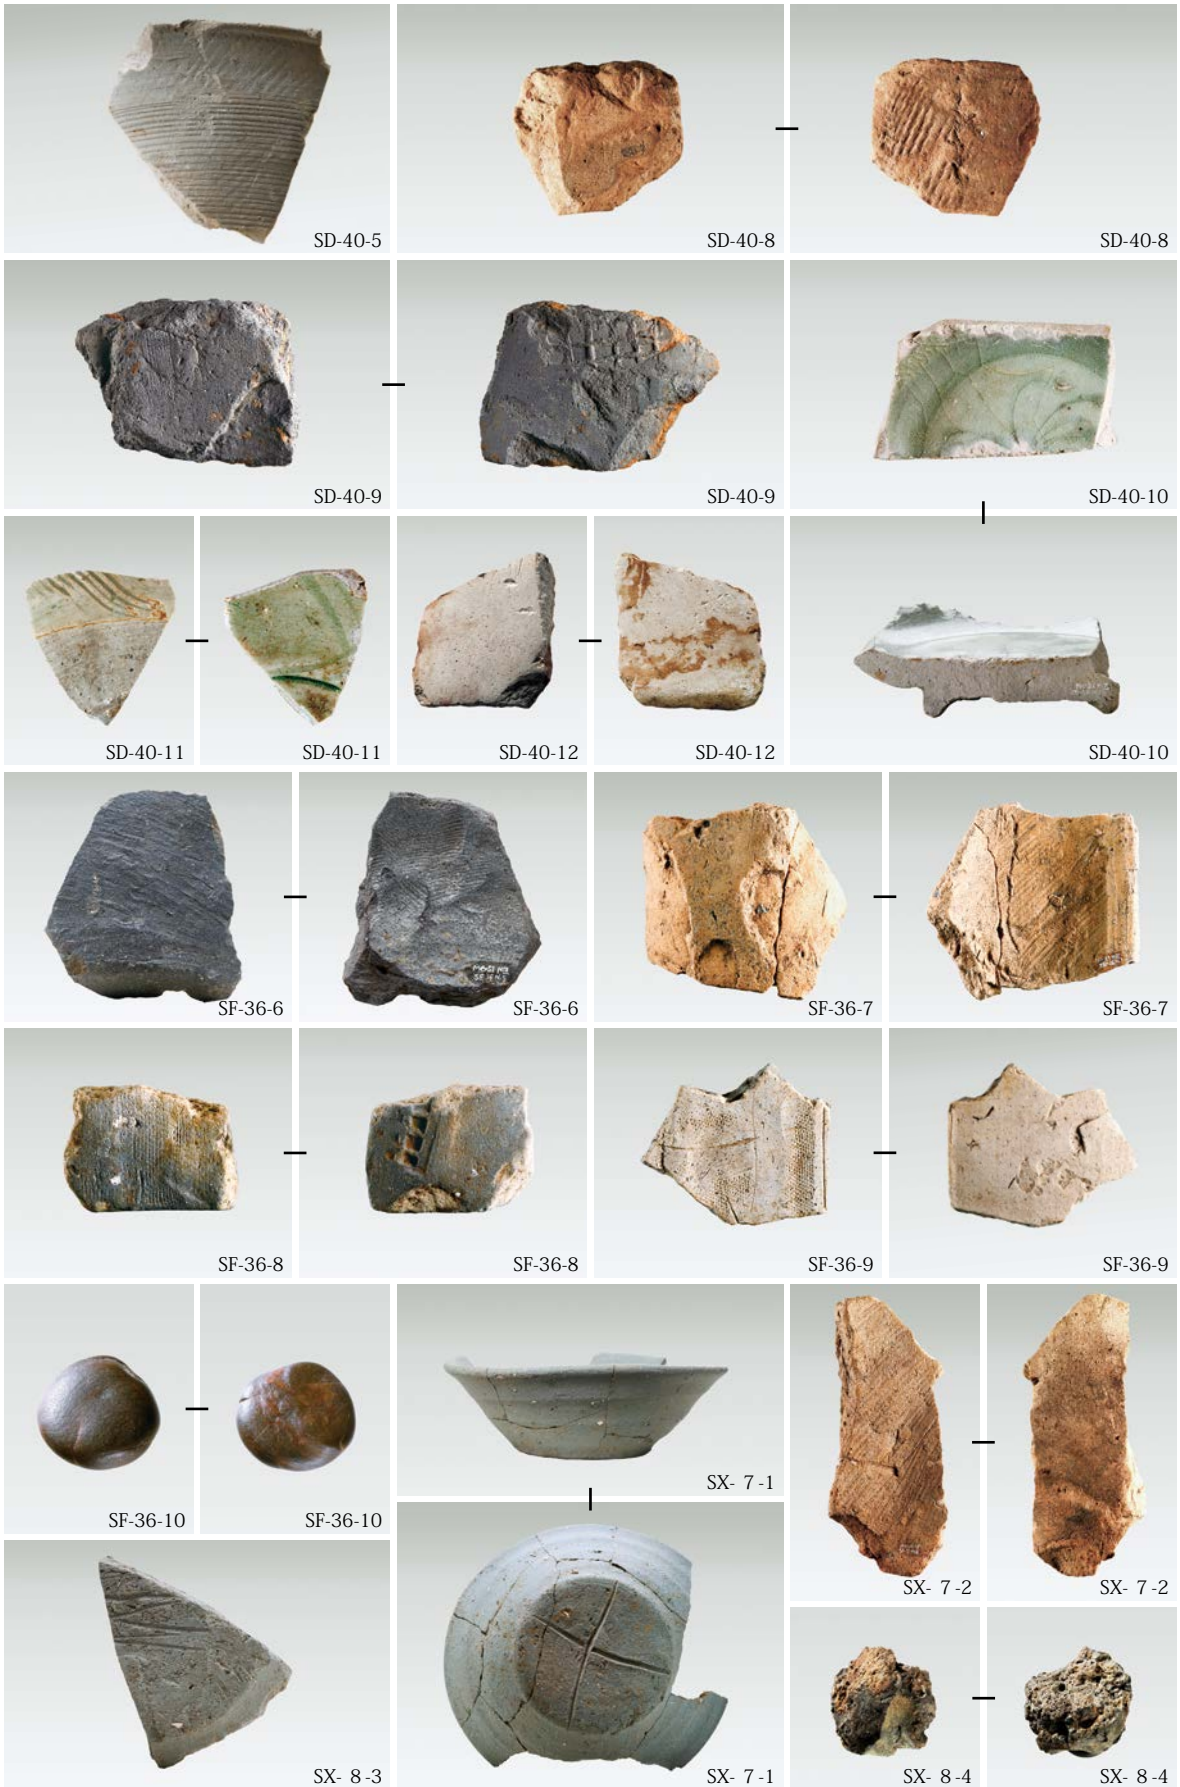 SD-40-5
SD-40-8
SD-40-8
SD-40-9
SD-40-9
SD-40-10
SD-40-11
SD-40-11
SD-40-12
SD-40-12
SD-40-10
SF-36-6
SF-36-6
SF-36-7
SF-36-7
SF-36-8
SF-36-8
SF-36-9
SF-36-9
SF-36-10
SF-36-10
SX- 7 -1
SX- 7 -2
SX- 7 -2
SX- 8 -3
SX- 7 -1
SX- 8 -4
SX- 8 -4